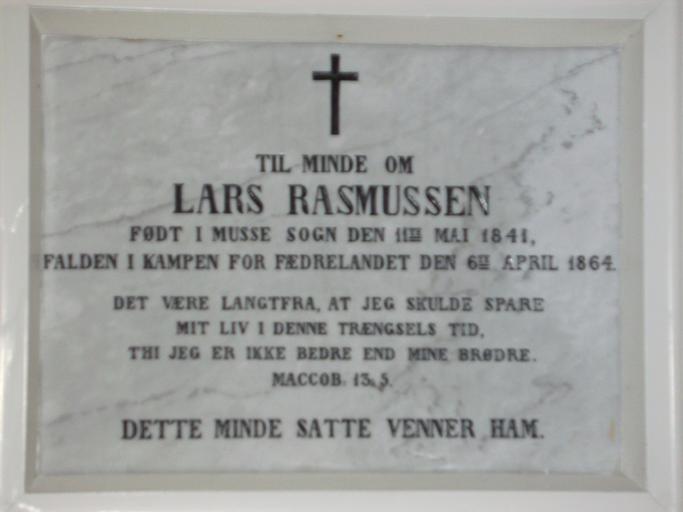 TIL MINDE OM
LARS RASMUSSEN
FØDT I MUSSE SOGN DEN 11TE MAI 1841,
FALDEN I KAMPEN FOR FÆDRELANDET DEN 6TE APRIL 1864.
DET VÆRE LANGTFRA, AT JEG SKULDE SPARE
MIT LIV I DENNE TRÆNGSELS TID,
THI JEG ER IKKE BEDRE END MINE BRØDRE.
MACCOB. 13, 5.
DETTE MINDE SATTE VENNER HAM.